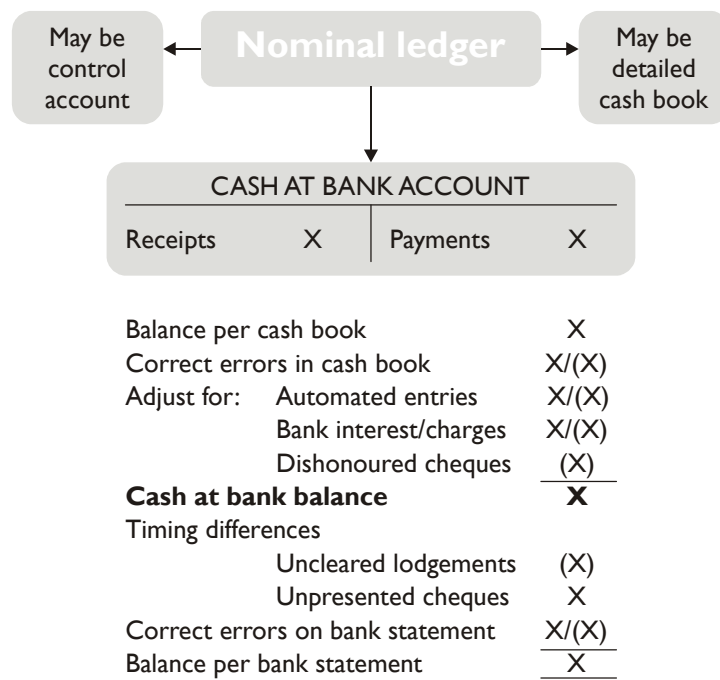 May be
control
account
Nominal ledger
May be
detailed
cash book
CASH AT BANK ACCOUNT
Receipts X Payments X
Balance per cash book X
Correct errors in cash book X/(X)
Adjust for: Automated entries X/(X)
Bank interest/charges X/(X)
Dishonoured cheques (X)
Cash at bank balance X
Timing differences
Uncleared lodgements (X)
Unpresented cheques X
Correct errors on bank statement X/(X)
Balance per bank statement X